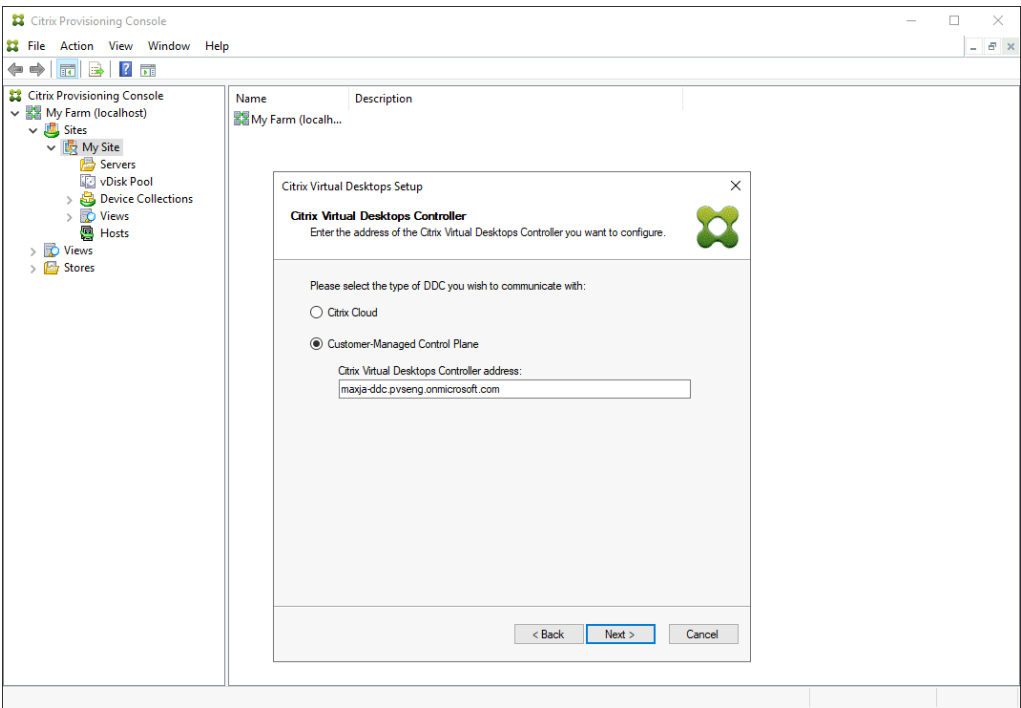 Citrix Provisioning Console
File Action View Window Help
Citrix Provisioning Console
My Farm (localhost)
Sites
My Site
Servers
vDisk Pool
Device Collections
Views
Hosts
Views
Stores
Name Description
My Farm (localh...
Citrix Virtual Desktops Setup
Citrix Virtual Desktops Controller
Enter the address of the Citrix Virtual Desktops Controller you want to configure.
Please select the type of DDC you wish to communicate with:
Citrix Cloud
Customer-Managed Control Plane
Citrix Virtual Desktops Controller address:
maxja-ddc.pvseng.onmicrosoft.com
< Back Next > Cancel